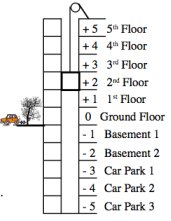 + 5 5th Floor
+ 4 4th Floor
+ 3 3rd Floor
+ 2 2nd Floor
+ 1 1st Floor
0 Ground Floor
- 1 Basement 1
- 2 Basement 2
- 3 Car Park 1
- 4 Car Park 2
- 5 Car Park 3